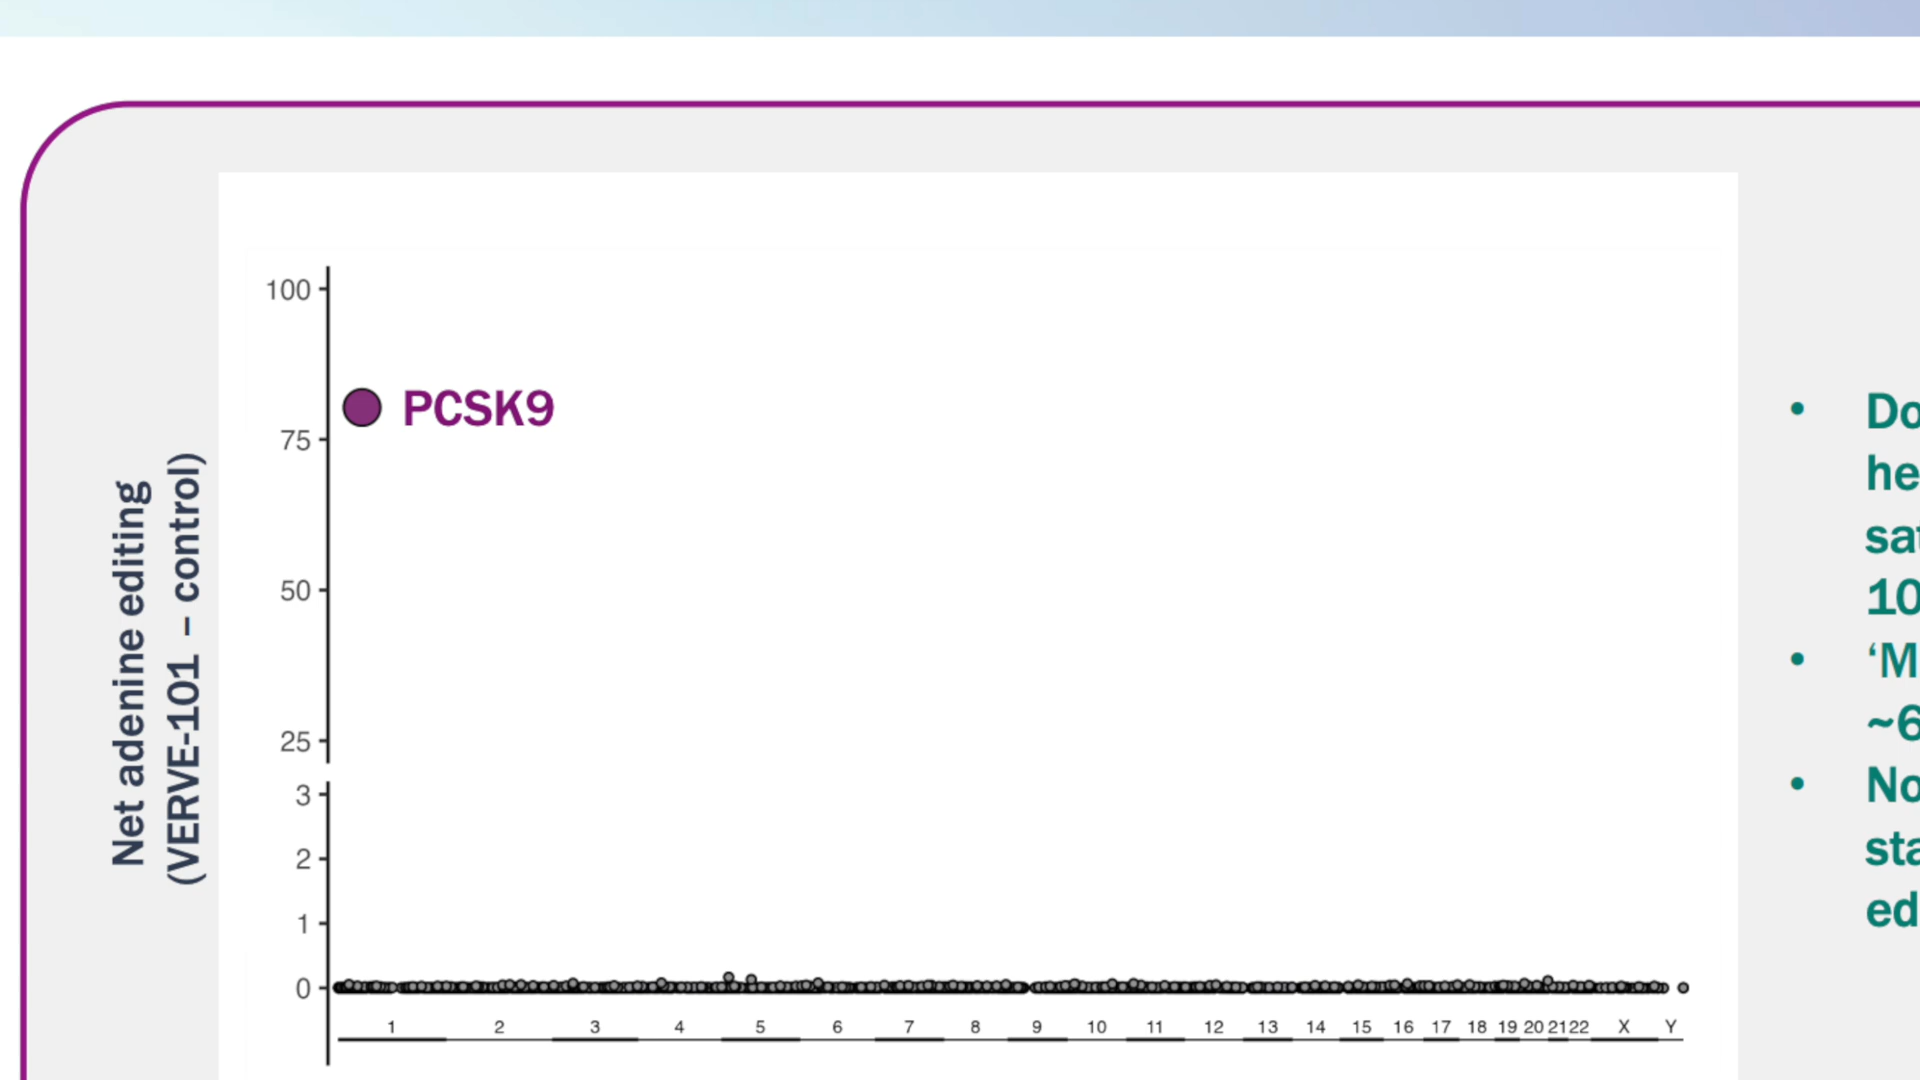 Net adenine editing
(VERVE-101 – control)
100
75
50
25
3
2
1
0
PCSK9
1 2 3 4 5 6 7 8 9 10 11 12 13 14 15 16 17 18 19 20 21 22 X Y
• Do
he
sat
10
• ‘M
~6
• No
sta
ed